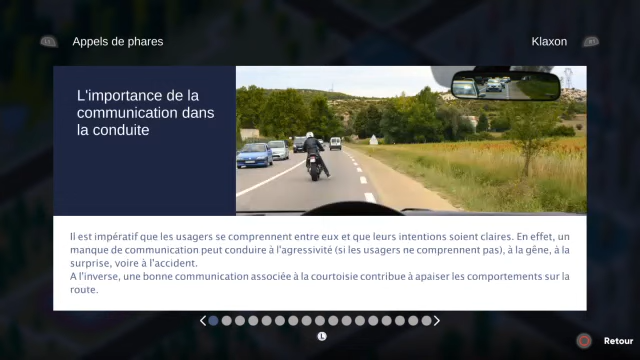 Appels de phares
Klaxon
L'importance de la
communication dans
la conduite
Il est impératif que les usagers se comprennent entre eux et que leurs intentions soient claires. En effet, un
manque de communication peut conduire à l'agressivité (si les usagers ne comprennent pas), à la gêne, à la
surprise, voire à l'accident.
A l'inverse, une bonne communication associée à la courtoisie contribue à apaiser les comportements sur la
route.
L
Retour